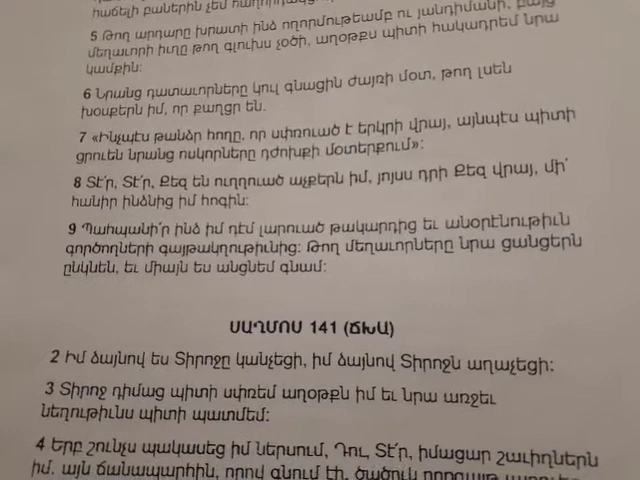 հաճելի բաներին չեմ
5 Թող արդարը խրատի ինձ ողորմութեամբ ու յանդիմանի, բայց
մեղաւորի իւղը թող գլուխս չօծի, աղօթքս պիտի հակադրեմ նրա
կամքին:
6 Նրանց դատաւորները կուլ գնացին ժայռի մօտ, թող լսեն
խօսքերն իմ, որ քաղցր են.
7 «Ինչպէս թանձր հողը, որ սփռուած է երկրի վրայ, այնպէս պիտի
ցրուեն նրանց ոսկորները դժոխքի մօտերքում»:
8 Տէ՛ր, Տէ՛ր, Քեզ են ուղղուած աչքերն իմ, յոյսս դրի Քեզ վրայ, մի՛
հանիր ինձնից իմ հոգին:
9 Պահպանի՛ր ինձ իմ դէմ լարուած թակարդից եւ անօրէնութիւն
գործողների գայթակղութիւնից: Թող մեղաւորները նրա ցանցերն
ընկնեն, եւ միայն ես անցնեմ գնամ:
ՍԱՂՄՈՍ 141 (ՃԽԱ)
2 Իմ ձայնով ես Տիրոջը կանչեցի, իմ ձայնով Տիրոջն աղաչեցի:
3 Տիրոջ դիմաց պիտի սփռեմ աղօթքն իմ եւ նրա առջեւ
նեղութիւնս պիտի պատմեմ:
4 Երբ շունչս պակասեց իմ ներսում, Դու, Տէ՛ր, իմացար շաւիղներն
իմ. այն ճանապարհին, որով գնում էի, ծածուկ որոգայթ